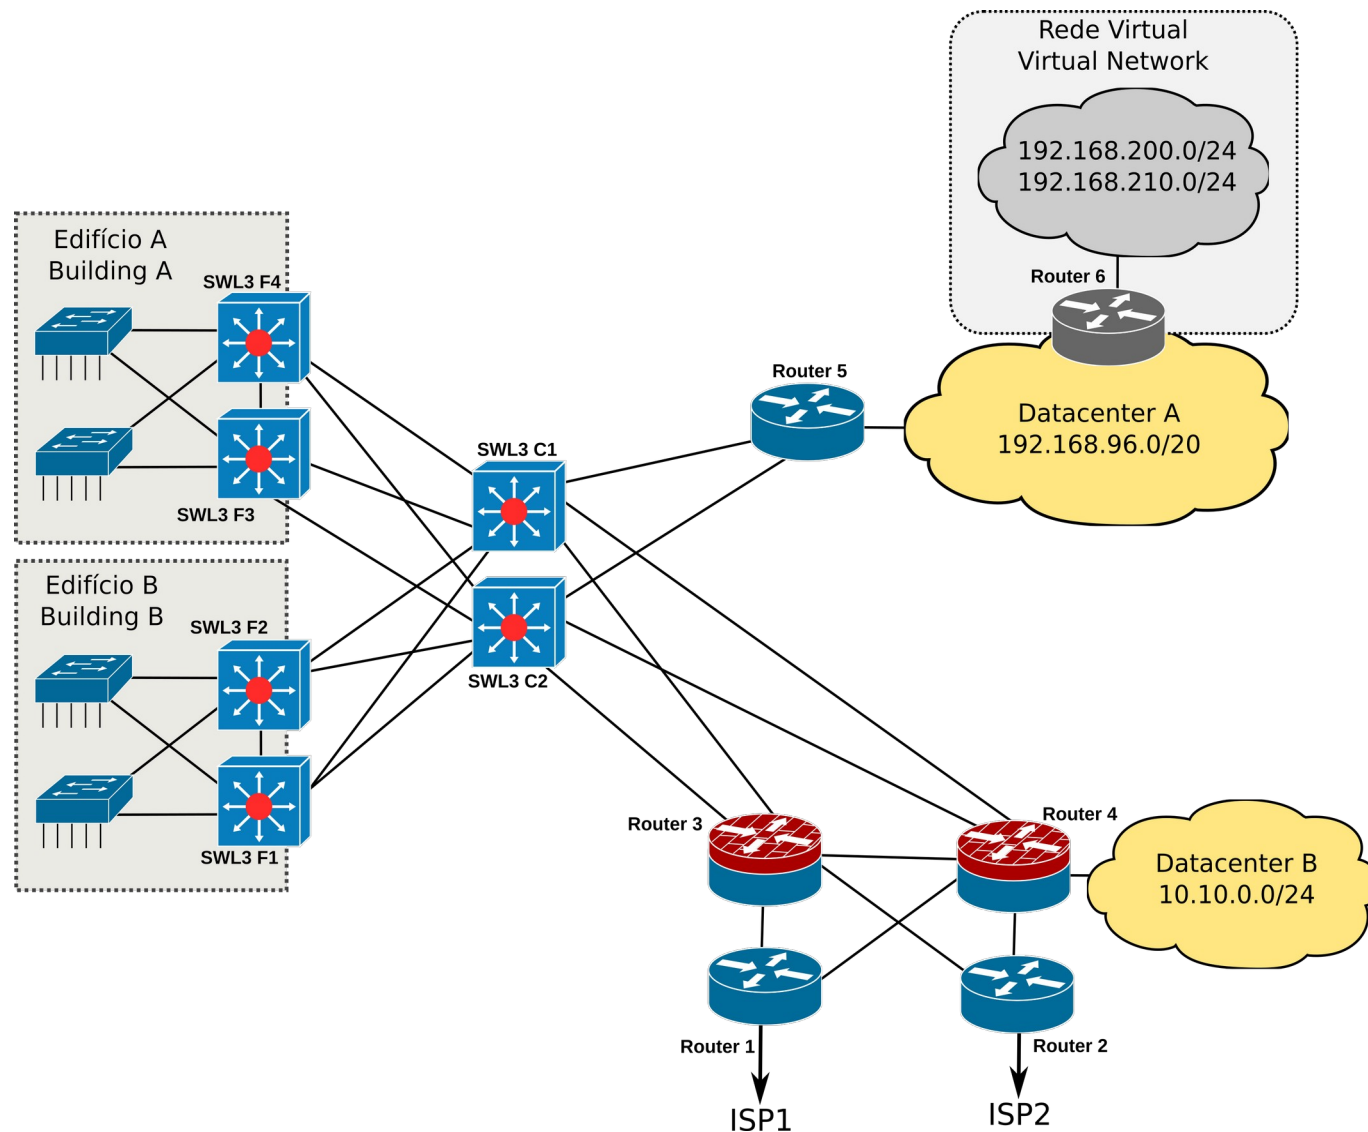 Rede Virtual
Virtual Network
192.168.200.0/24
192.168.210.0/24
Router 6
Edifício A
Building A
SWL3 F4
SWL3 F3
Router 5
Datacenter A
192.168.96.0/20
SWL3 C1
SWL3 C2
Edifício B
Building B
SWL3 F2
SWL3 F1
Router 3
Router 4
Datacenter B
10.10.0.0/24
Router 1
Router 2
ISP1
ISP2